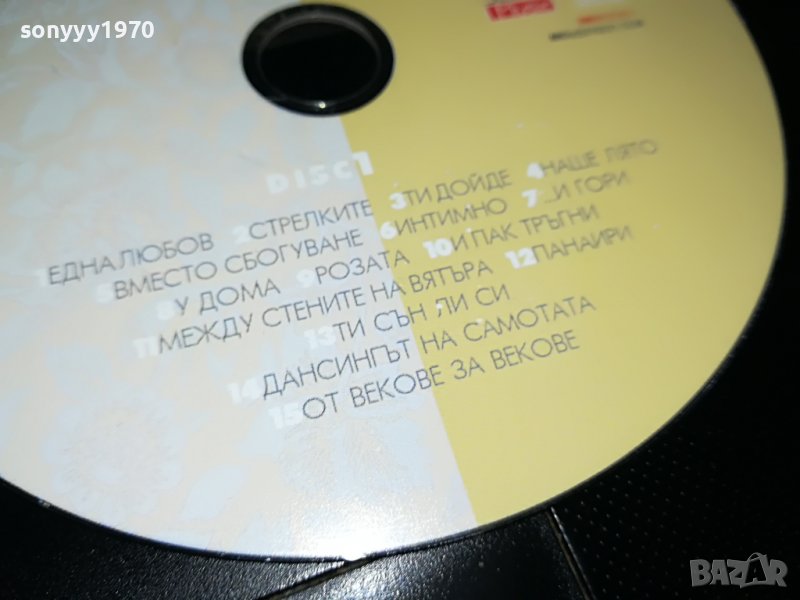 sonyyy1970
DISC 1
1 ЕДНА ЛЮБОВ 2 СТРЕЛКИТЕ 3 ТИ ДОЙДЕ 4 НАШЕ ЛЯТО
5 ВМЕСТО СБОГУВАНЕ 6 ИНТИМНО 7 ...И ГОРИ
8 У ДОМА 9 РОЗАТА 10 И ПАК ТРЪГНИ
11 МЕЖДУ СТЕНИТЕ НА ВЯТЪРА 12 ПАНАИРИ
13 ТИ СЪН ЛИ СИ
14 ДАНСИНГЪТ НА САМОТАТА
15 ОТ ВЕКОВЕ ЗА ВЕКОВЕ
BAZAR